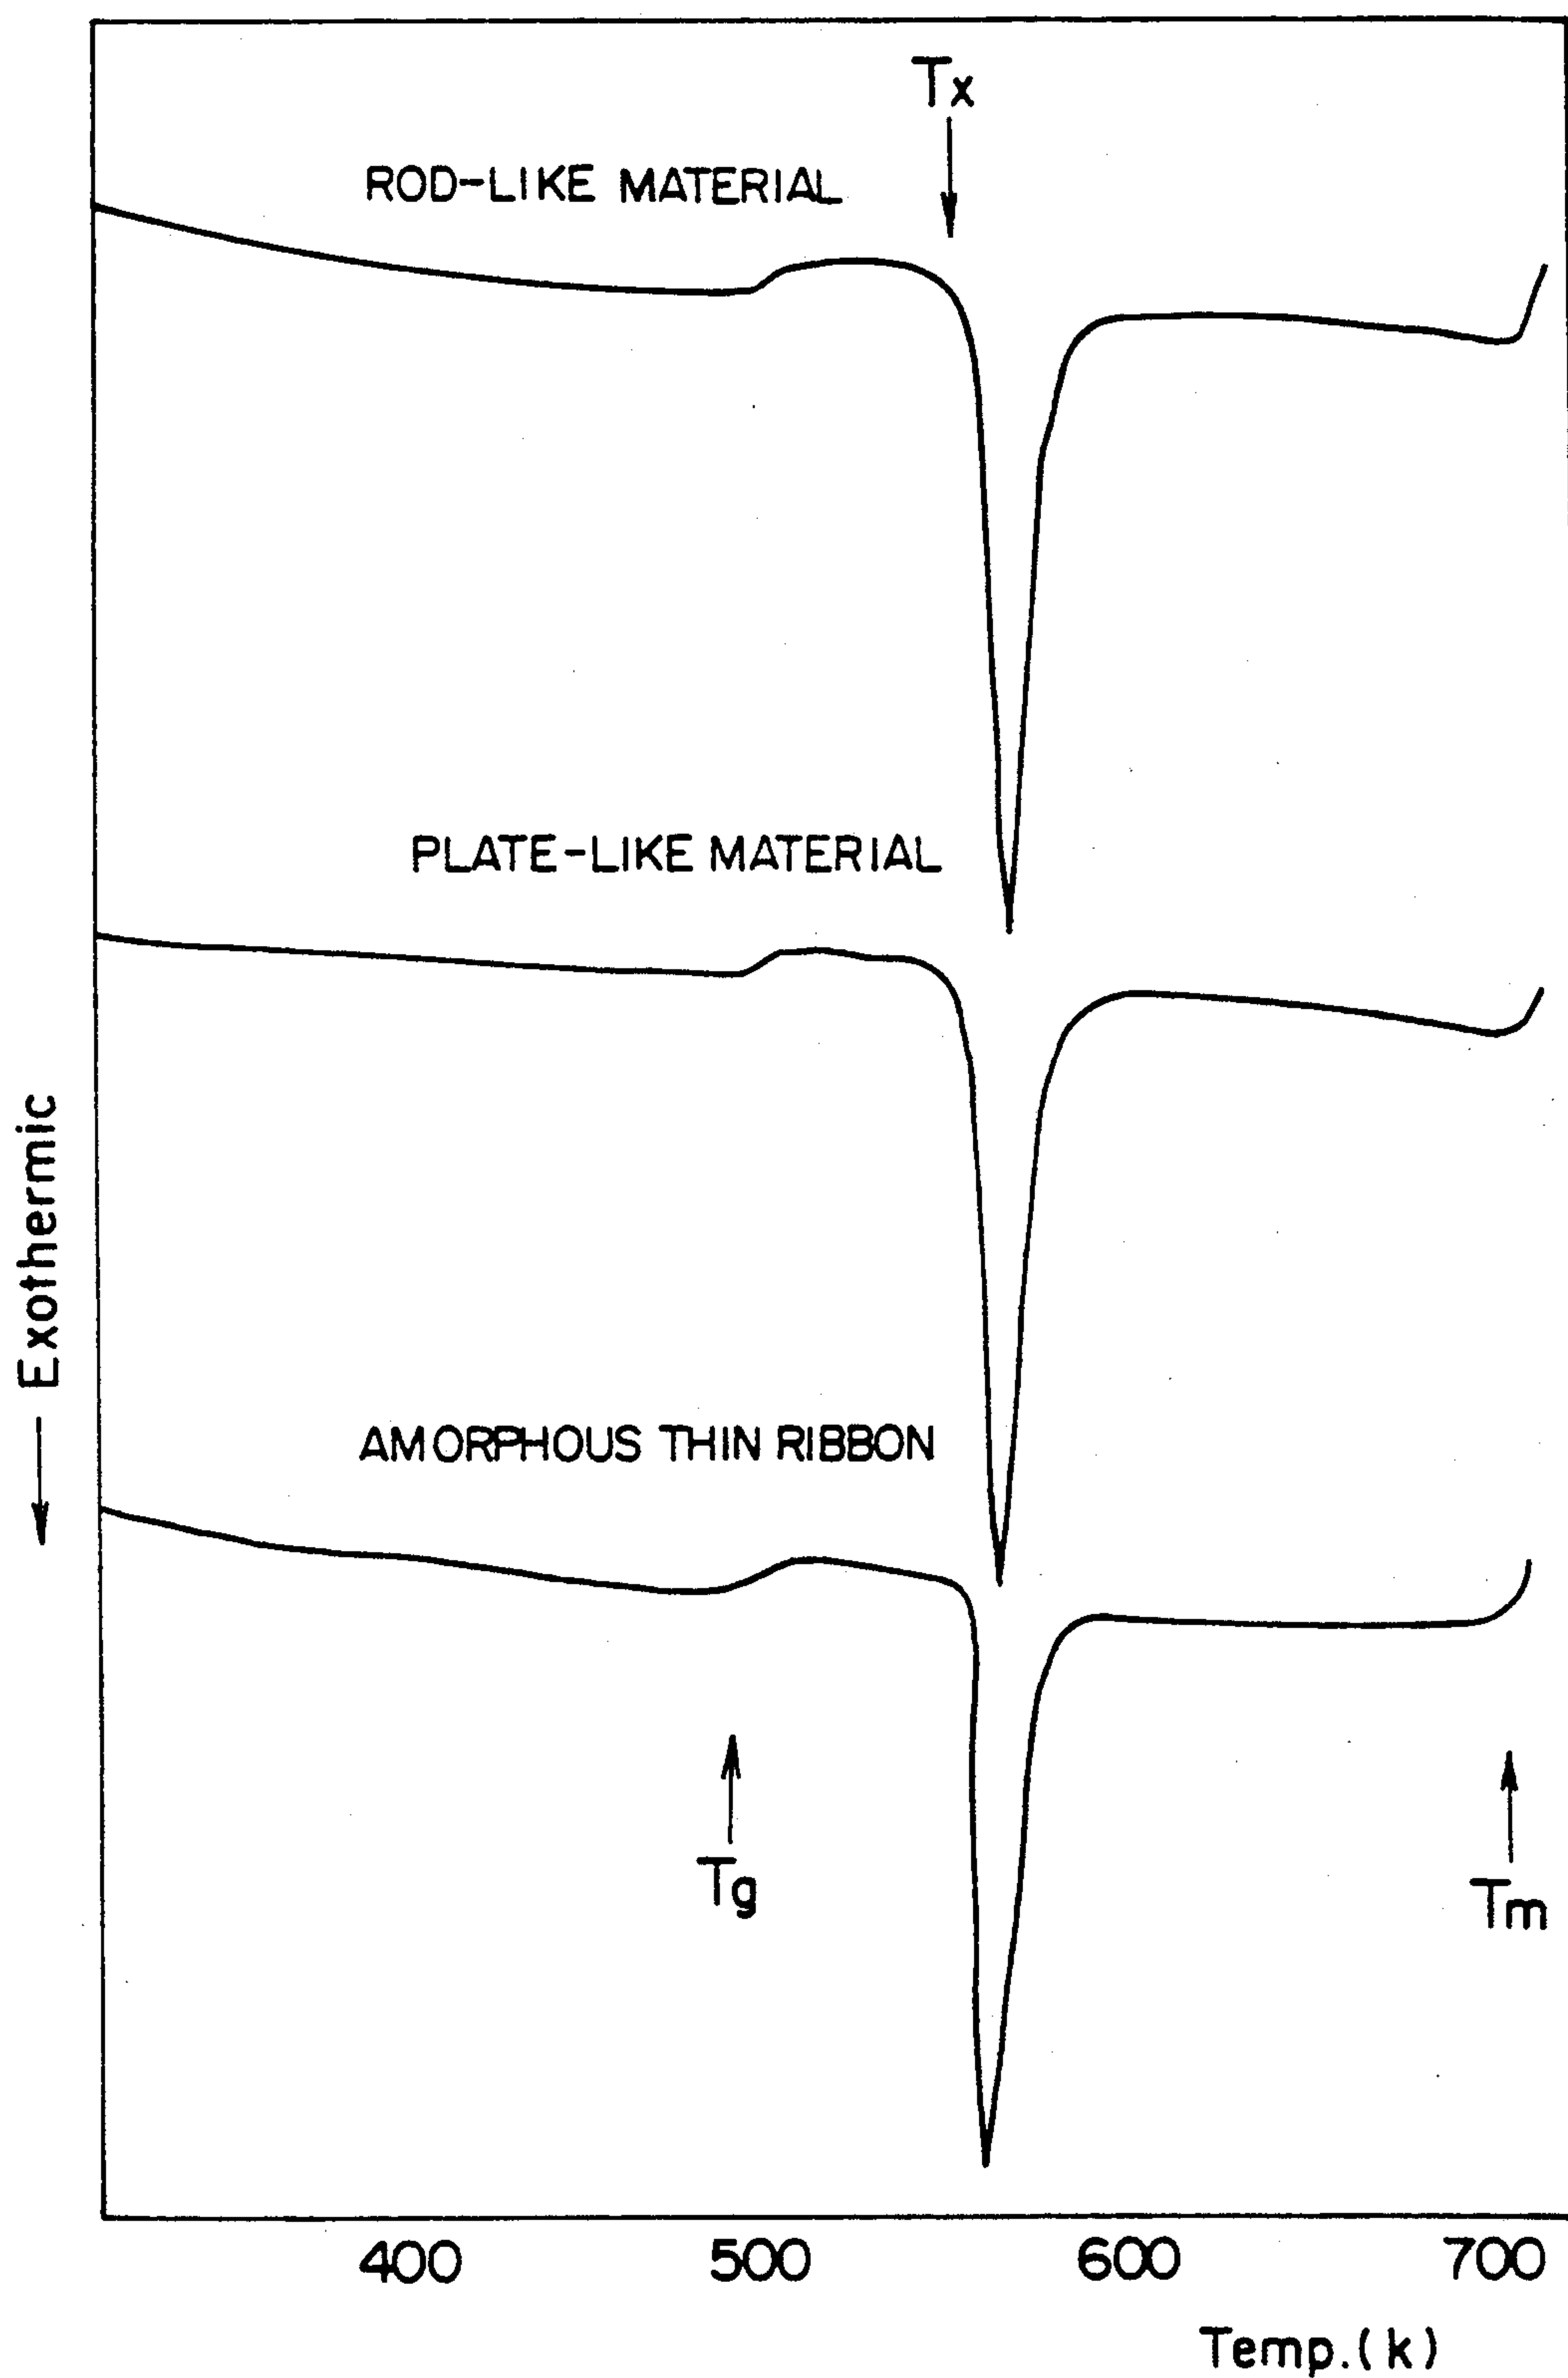 Tx
ROD-LIKE MATERIAL
PLATE-LIKE MATERIAL
Exothermic
AMORPHOUS THIN RIBBON
Tg
Tm
400 500 600 700
Temp.(k)